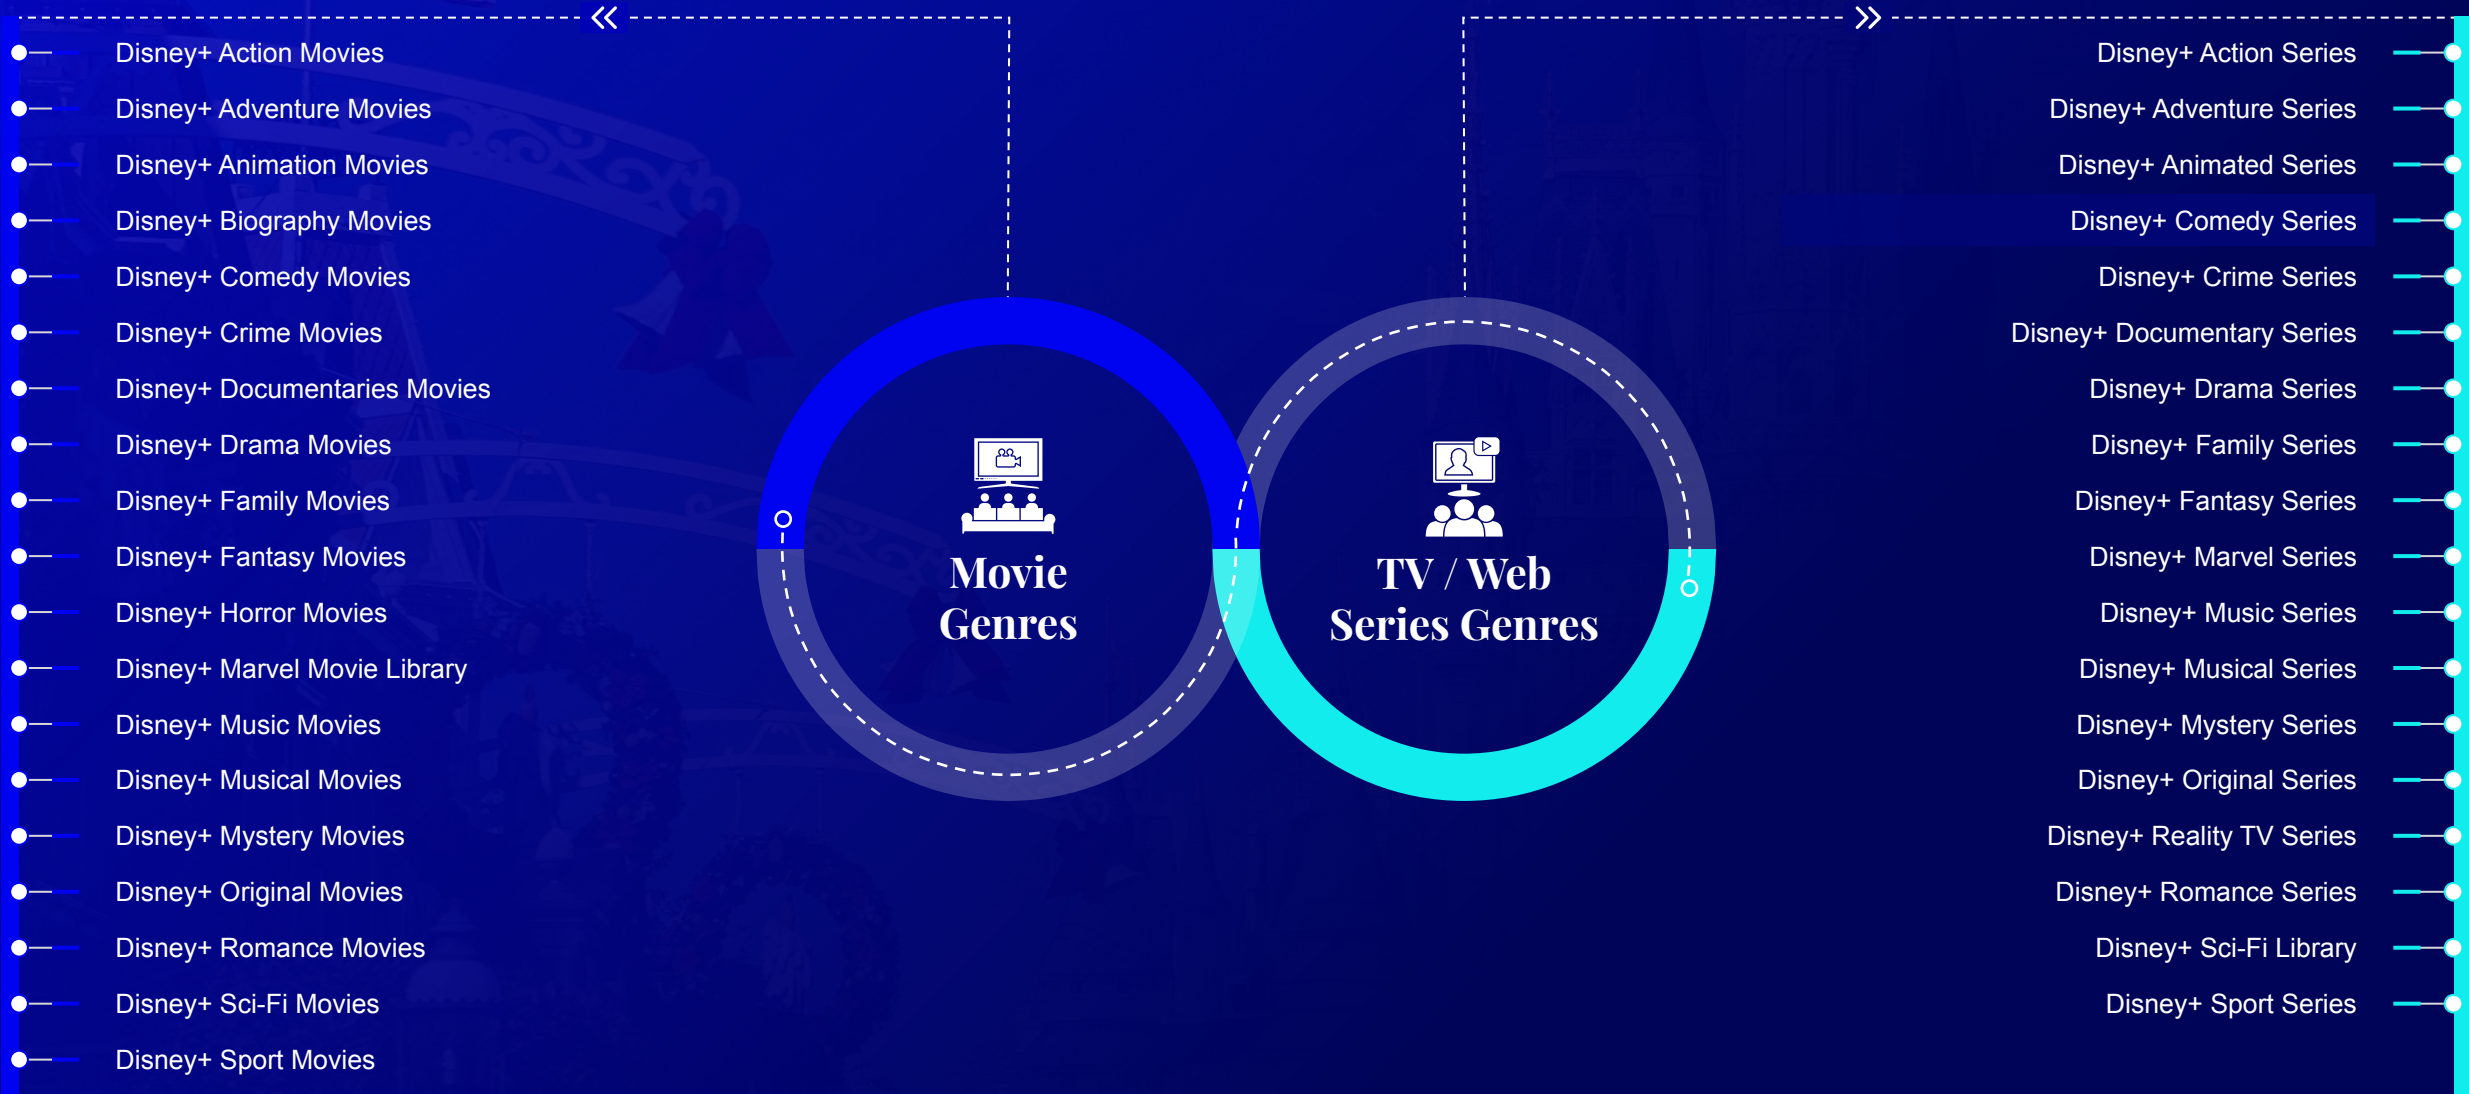 Disney+ Action Movies
Disney+ Adventure Movies
Disney+ Animation Movies
Disney+ Biography Movies
Disney+ Comedy Movies
Disney+ Crime Movies
Disney+ Documentaries Movies
Disney+ Drama Movies
Disney+ Family Movies
Disney+ Fantasy Movies
Disney+ Horror Movies
Disney+ Marvel Movie Library
Disney+ Music Movies
Disney+ Musical Movies
Disney+ Mystery Movies
Disney+ Original Movies
Disney+ Romance Movies
Disney+ Sci-Fi Movies
Disney+ Sport Movies
Movie
Genres
TV / Web
Series Genres
Disney+ Action Series
Disney+ Adventure Series
Disney+ Animated Series
Disney+ Comedy Series
Disney+ Crime Series
Disney+ Documentary Series
Disney+ Drama Series
Disney+ Family Series
Disney+ Fantasy Series
Disney+ Marvel Series
Disney+ Music Series
Disney+ Musical Series
Disney+ Mystery Series
Disney+ Original Series
Disney+ Reality TV Series
Disney+ Romance Series
Disney+ Sci-Fi Library
Disney+ Sport Series